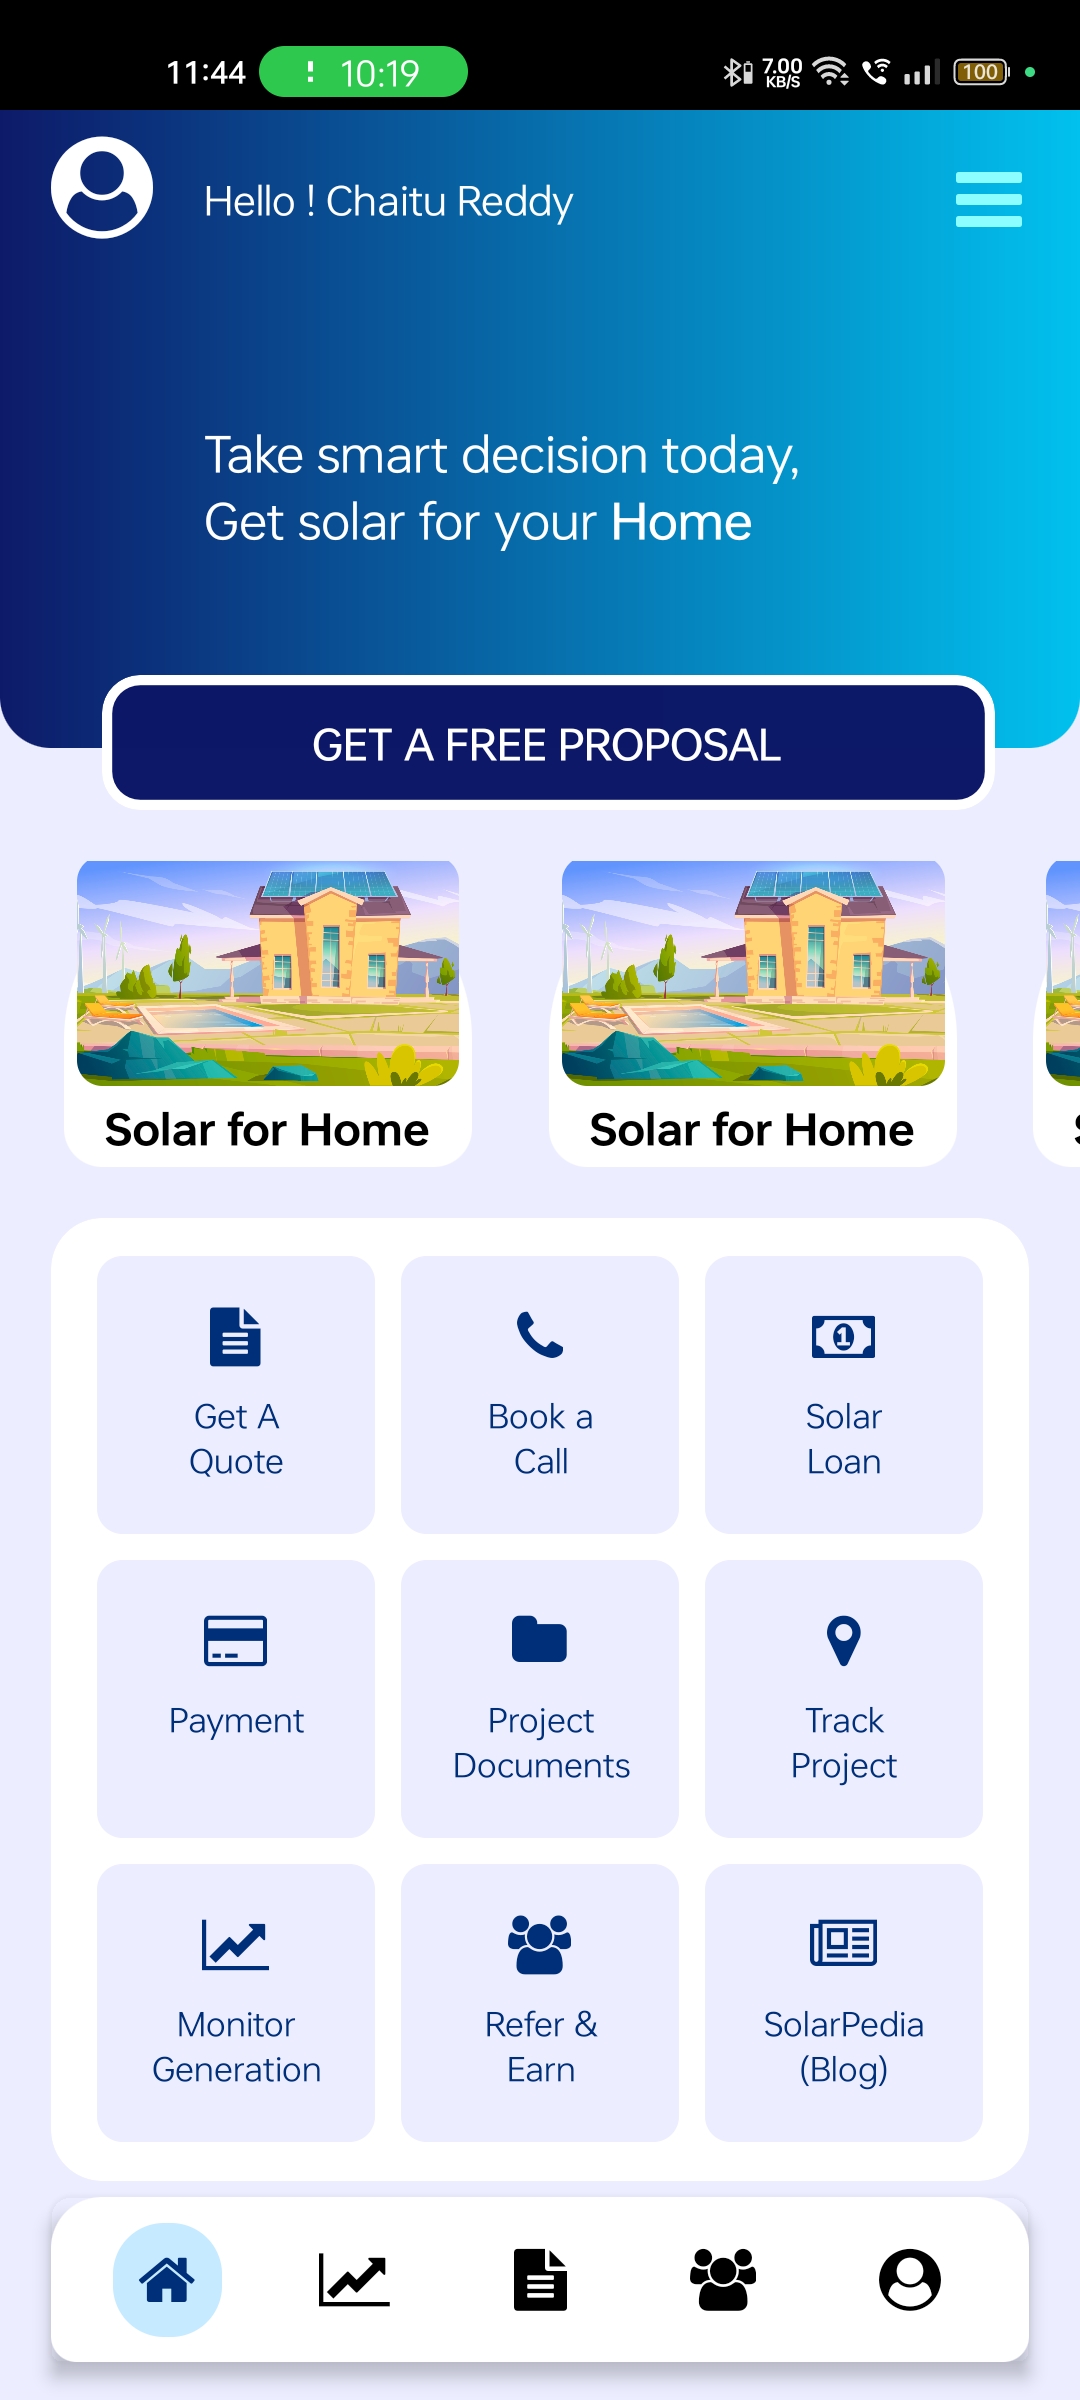 11:44
10:19
7.00
KB/S
100
Hello ! Chaitu Reddy
Take smart decision today,
Get solar for your Home
GET A FREE PROPOSAL
Solar for Home
Solar for Home
Get A
Quote
Book a
Call
1
Solar
Loan
Payment
Project
Documents
Track
Project
Monitor
Generation
Refer &
Earn
SolarPedia
(Blog)